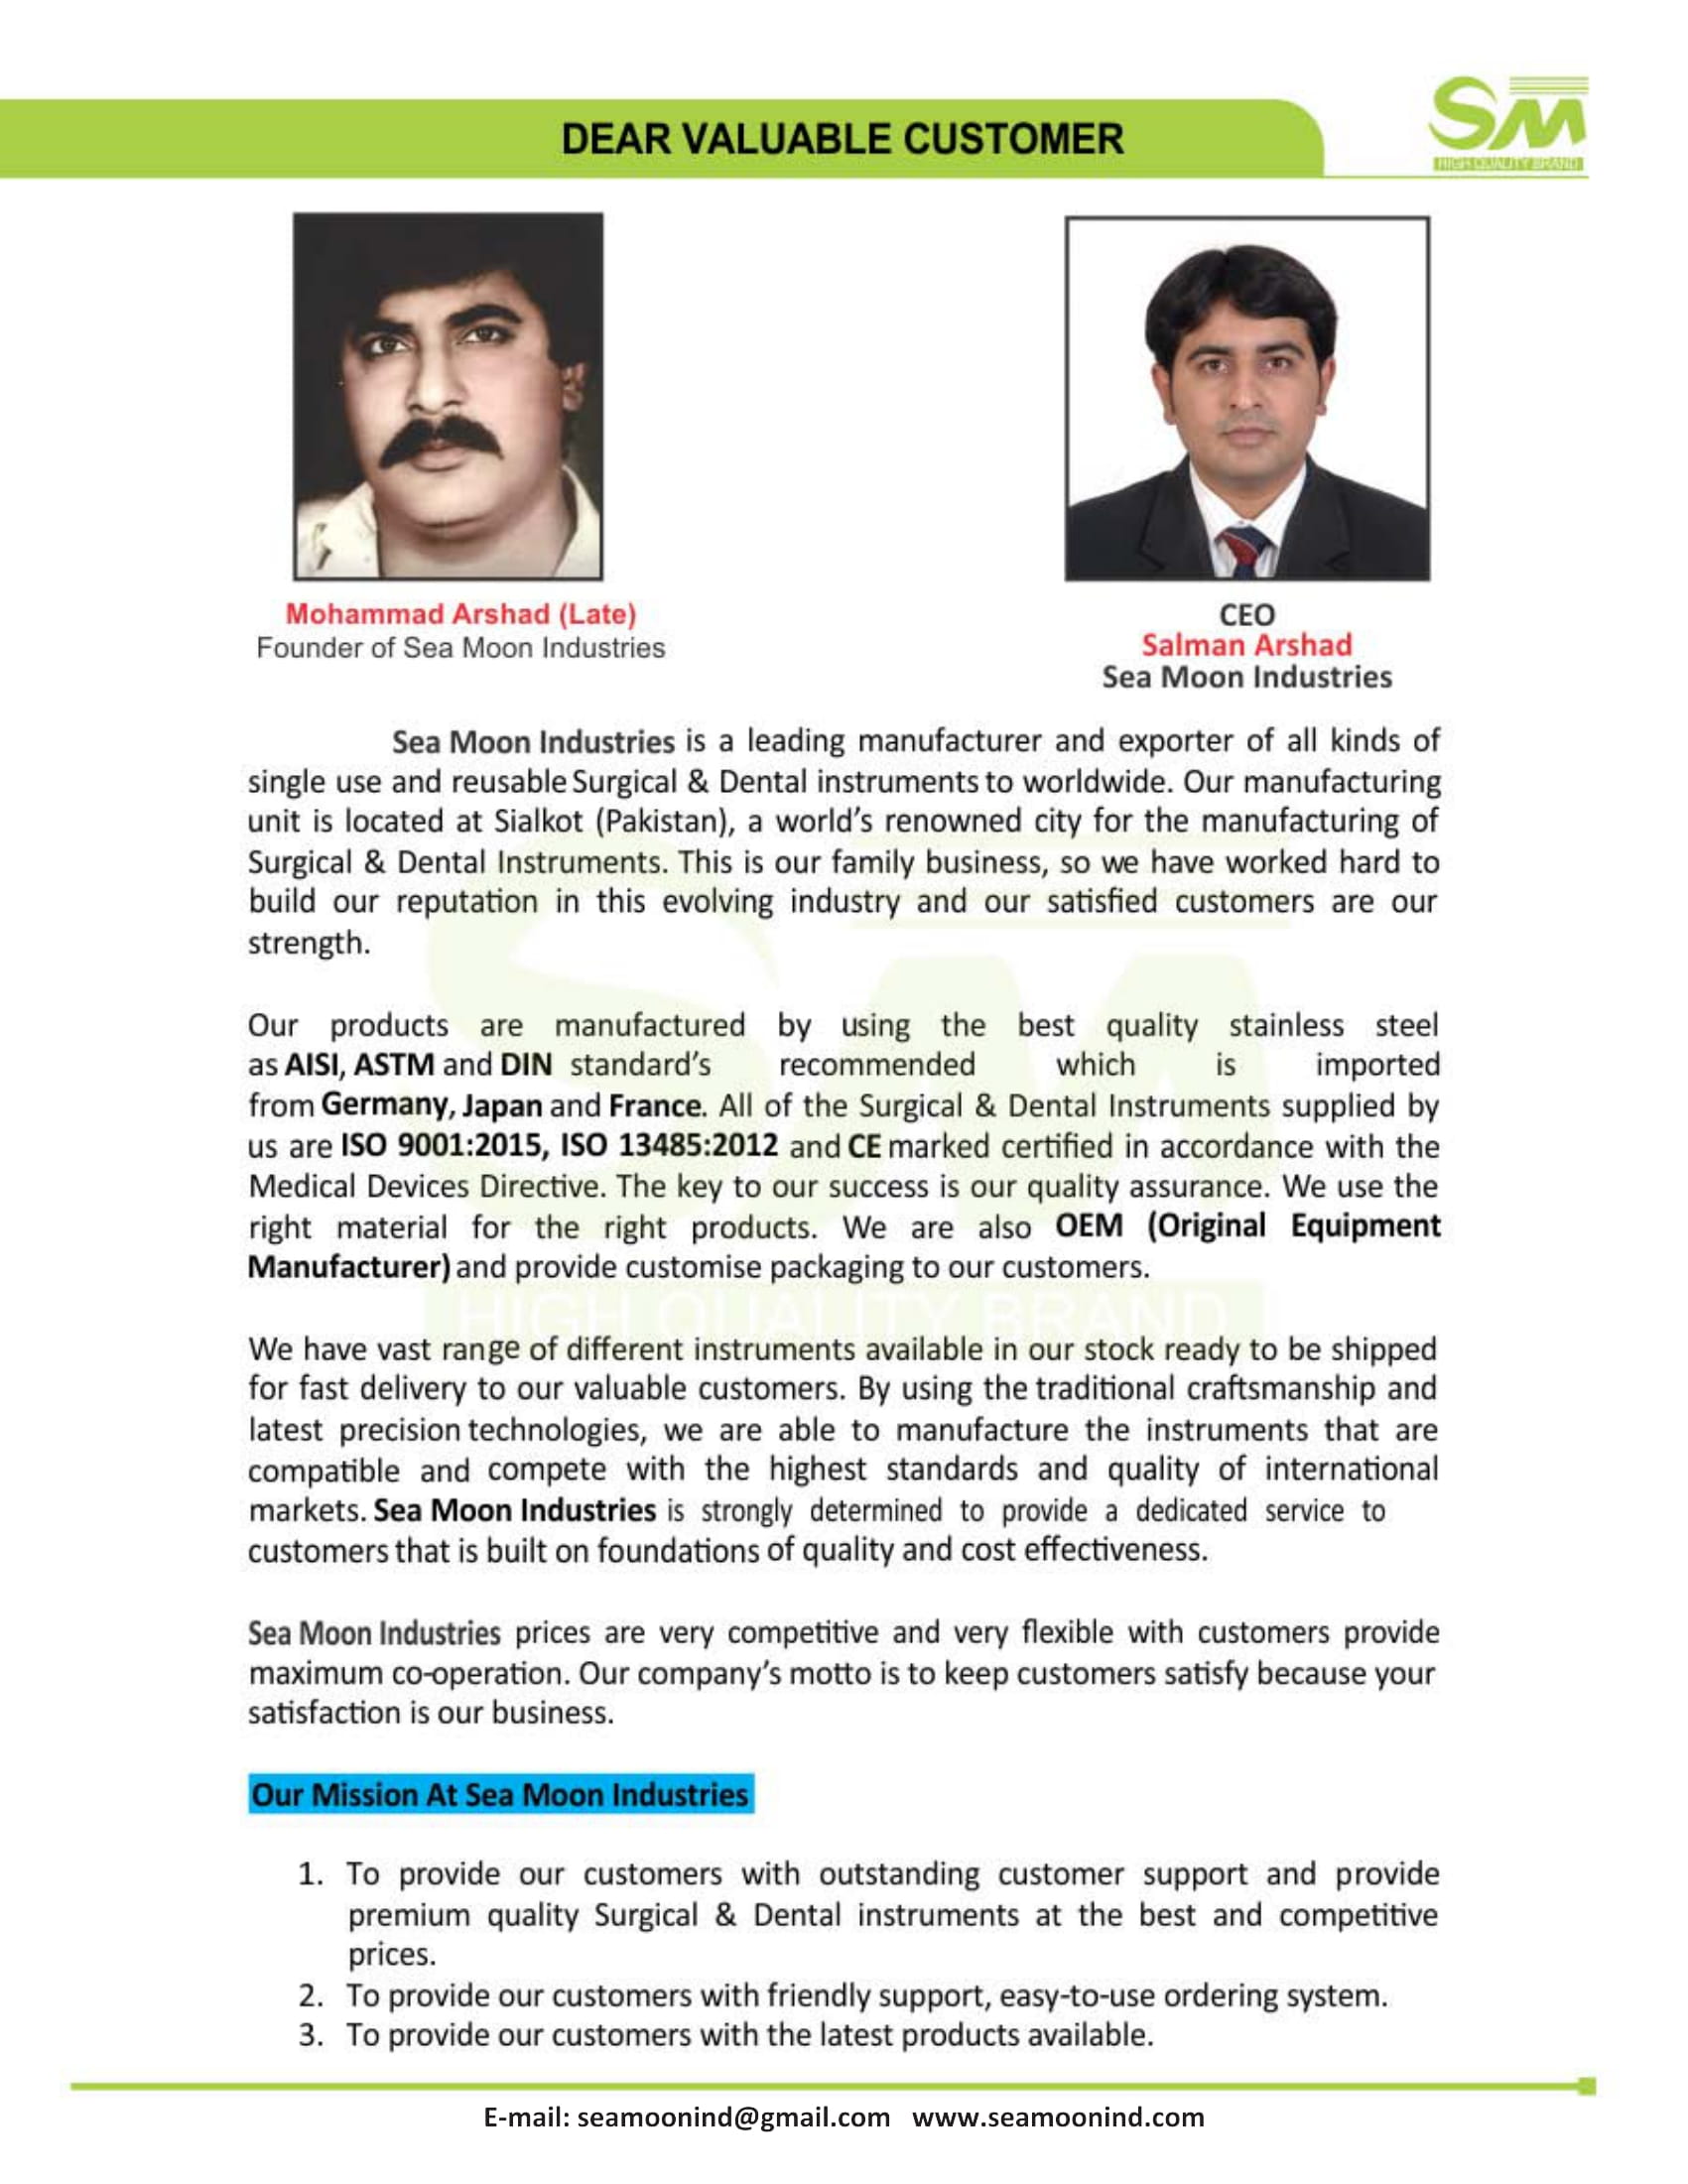 DEAR VALUABLE CUSTOMER
SM
HIGH QUALITY BRAND
Mohammad Arshad (Late)
Founder of Sea Moon Industries
CEO
Salman Arshad
Sea Moon Industries
Sea Moon Industries is a leading manufacturer and exporter of all kinds of
single use and reusable Surgical & Dental instruments to worldwide. Our manufacturing
unit is located at Sialkot (Pakistan), a world's renowned city for the manufacturing of
Surgical & Dental Instruments. This is our family business, so we have worked hard to
build our reputation in this evolving industry and our satisfied customers are our
strength.
Our products are manufactured by using the best quality stainless steel
as AISI, ASTM and DIN standard's recommended which is imported
from Germany, Japan and France. All of the Surgical & Dental Instruments supplied by
us are ISO 9001:2015, ISO 13485:2012 and CE marked certified in accordance with the
Medical Devices Directive. The key to our success is our quality assurance. We use the
right material for the right products. We are also OEM (Original Equipment
Manufacturer) and provide customise packaging to our customers.
HIGH QUALITY BRAND
We have vast range of different instruments available in our stock ready to be shipped
for fast delivery to our valuable customers. By using the traditional craftsmanship and
latest precision technologies, we are able to manufacture the instruments that are
compatible and compete with the highest standards and quality of international
markets. Sea Moon Industries is strongly determined to provide a dedicated service to
customers that is built on foundations of quality and cost effectiveness.
Sea Moon Industries prices are very competitive and very flexible with customers provide
maximum co-operation. Our company's motto is to keep customers satisfy because your
satisfaction is our business.
Our Mission At Sea Moon Industries
1. To provide our customers with outstanding customer support and provide
premium quality Surgical & Dental instruments at the best and competitive
prices.
2. To provide our customers with friendly support, easy-to-use ordering system.
3. To provide our customers with the latest products available.
E-mail: seamoonind@gmail.com www.seamoonind.com